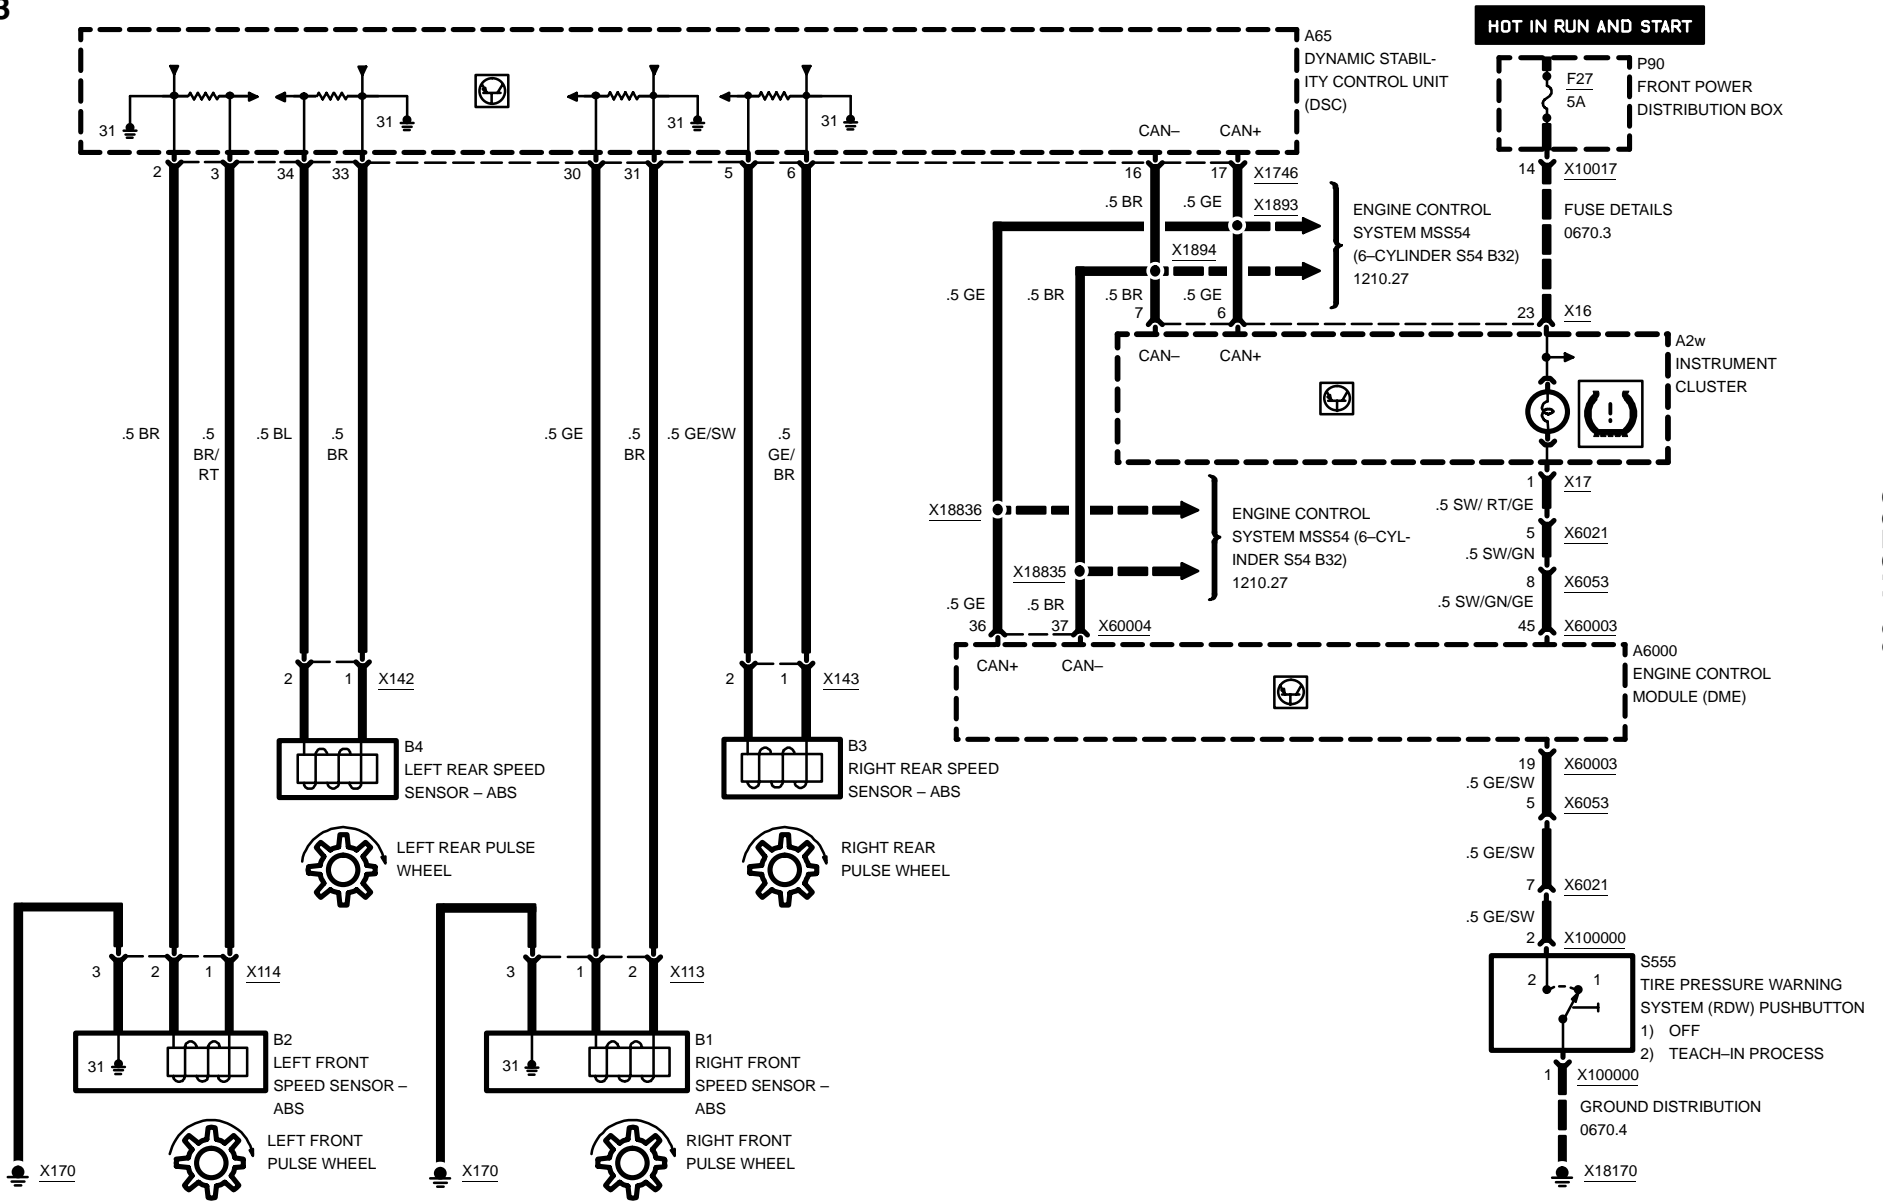 HOT IN RUN AND START
A65
DYNAMIC STABIL-
ITY CONTROL UNIT
(DSC)
P90
FRONT POWER
DISTRIBUTION BOX
F27
5A
31
31
31
31
CAN–
CAN+
2
3
34
33
30
31
5
6
16
17
X1746
14
X10017
.5 BR
.5 GE
X1893
ENGINE CONTROL
SYSTEM MSS54
(6–CYLINDER S54 B32)
1210.27
FUSE DETAILS
0670.3
X1894
.5 GE
.5 BR
.5 BR
.5 GE
7
6
23
X16
A2w
INSTRUMENT
CLUSTER
CAN–
CAN+
!
.5 BR
.5
BR/
RT
.5 BL
.5
BR
.5 GE
.5
BR
.5 GE/SW
.5
GE/
BR
1
X17
.5 SW/ RT/GE
5
X6021
.5 SW/GN
8
X6053
.5 SW/GN/GE
45
X60003
X18836
ENGINE CONTROL
SYSTEM MSS54 (6–CYL-
INDER S54 B32)
1210.27
X18835
.5 GE
.5 BR
36
37
X60004
CAN+
CAN–
A6000
ENGINE CONTROL
MODULE (DME)
2
1
X142
2
1
X143
B4
LEFT REAR SPEED
SENSOR – ABS
B3
RIGHT REAR SPEED
SENSOR – ABS
LEFT REAR PULSE
WHEEL
RIGHT REAR
PULSE WHEEL
19
X60003
.5 GE/SW
5
X6053
.5 GE/SW
7
X6021
.5 GE/SW
2
X100000
3
2
1
X114
3
1
2
X113
S555
TIRE PRESSURE WARNING
SYSTEM (RDW) PUSHBUTTON
1) OFF
2) TEACH–IN PROCESS
2
1
31
B2
LEFT FRONT
SPEED SENSOR –
ABS
31
B1
RIGHT FRONT
SPEED SENSOR –
ABS
1
X100000
GROUND DISTRIBUTION
0670.4
LEFT FRONT
PULSE WHEEL
RIGHT FRONT
PULSE WHEEL
X170
X170
X18170